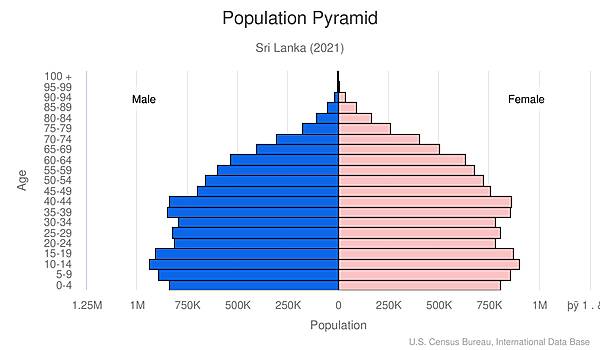 Population Pyramid
Sri Lanka (2021)
Male
Female
Age
100 +
95-99
90-94
85-89
80-84
75-79
70-74
65-69
60-64
55-59
50-54
45-49
40-44
35-39
30-34
25-29
20-24
15-19
10-14
5-9
0-4
1.25M 1M 750K 500K 250K 0 250K 500K 750K 1M
Population
U.S. Census Bureau, International Data Base